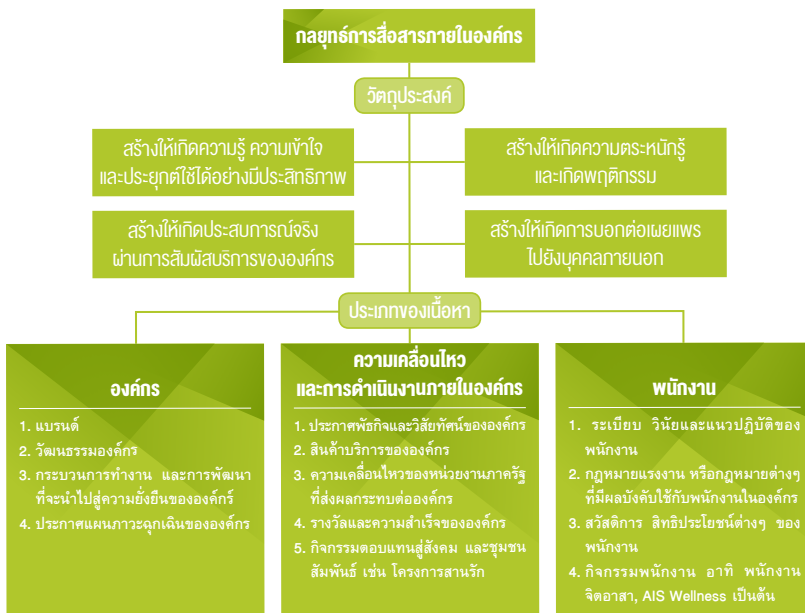 กลยุทธ์การสื่อสารภายในองค์กร
วัตถุประสงค์
สร้างให้เกิดความรู้ ความเข้าใจ
และประยุกต์ใช้ได้อย่างมีประสิทธิภาพ
สร้างให้เกิดความตระหนักรู้
และเกิดพฤติกรรม
สร้างให้เกิดประสบการณ์จริง
ผ่านการสัมผัสบริการขององค์กร
สร้างให้เกิดการบอกต่อเผยแพร
ไปยังบุคคลภายนอก
ประเภทของเนื้อหา
องค์กร
1. แบรนด์
2. วัฒนธรรมองค์กร
3. กระบวนการทำงาน และการพัฒนา
ที่จะนำไปสู่ความยั่งยืนขององค์กร์
4. ประกาศแผนภาวะฉุกเฉินขององค์กร
ความเคลื่อนไหว
และการดำเนินงานภายในองค์กร
1. ประกาศพัธกิจและวิสัยทัศน์ขององค์กร
2. สินค้าบริการขององค์กร
3. ความเคลื่อนไหวของหน่วยงานภาครัฐ
ที่ส่งผลกระทบต่อองค์กร
4. รางวัลและความสำเร็จขององค์กร
5. กิจกรรมตอบแทนสู่สังคม และชุมชน
สัมพันธ์ เช่น โครงการสานรัก
พนักงาน
1. ระเบียบ วินัยและแนวปฏิบัติของ
พนักงาน
2. กฎหมายแรงงาน หรือกฎหมายต่างๆ
ที่มีผลบังคับใช้กับพนักงานในองค์กร
3. สวัสดิการ สิทธิประโยชน์ต่างๆ ของ
พนักงาน
4. กิจกรรมพนักงาน อาทิ พนักงาน
จิตอาสา, AIS Wellness เป็นต้น